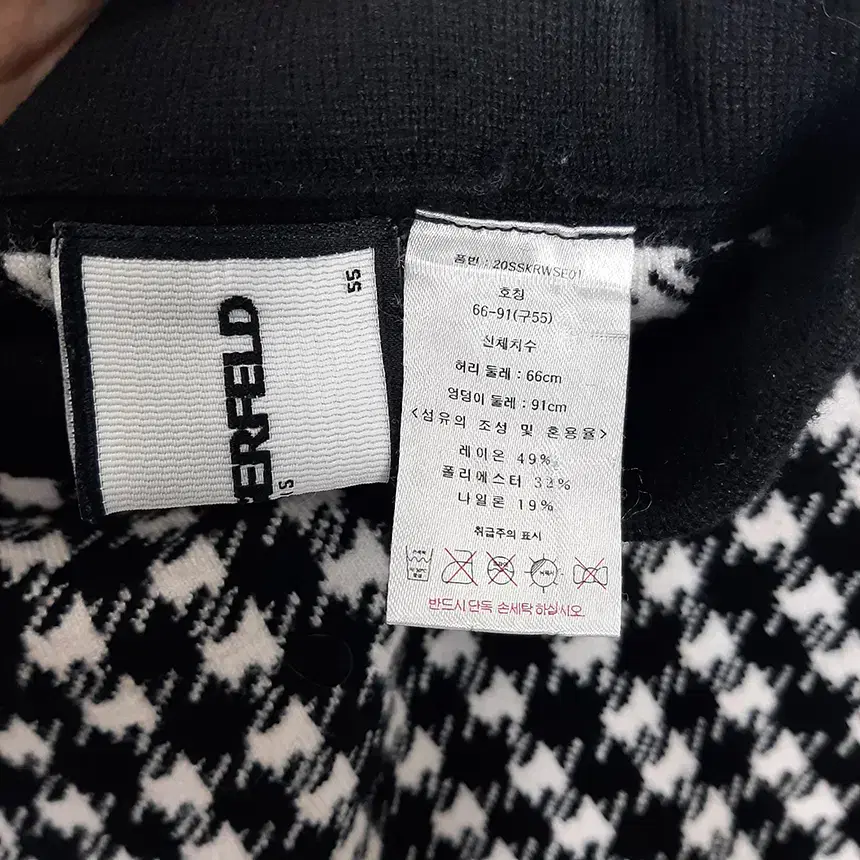 55
ERFELD
품번 : 20SSKRWSE01
호칭
66-91(구55)
신체치수
허리 둘레 : 66cm
엉덩이 둘레 : 91cm
<섬유의 조성 및 혼용율>
레이온 49%
폴리에스터 32%
나일론 19%
취급주의 표시
반드시 단독 손세탁 하십시오.